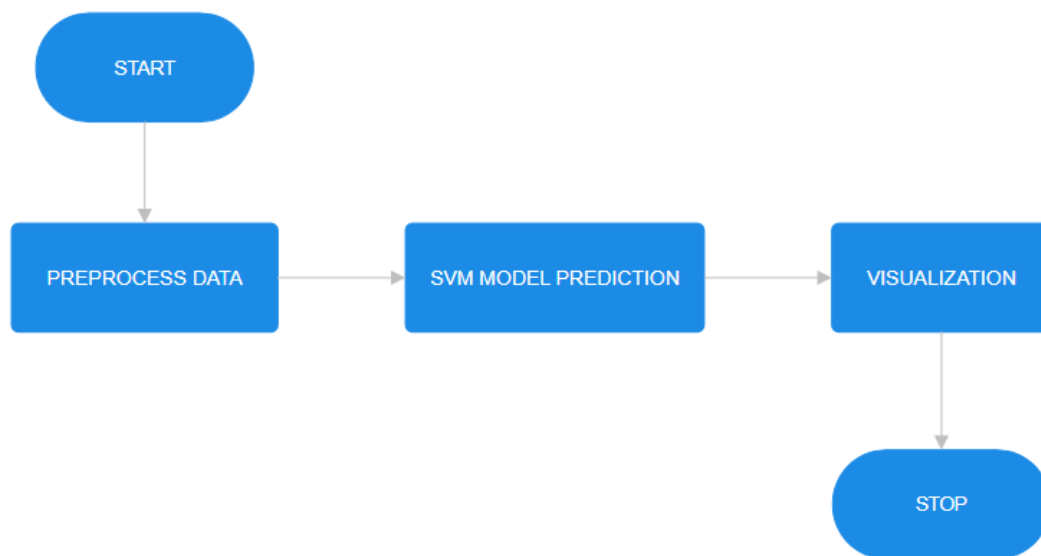 START
PREPROCESS DATA
SVM MODEL PREDICTION
VISUALIZATION
STOP